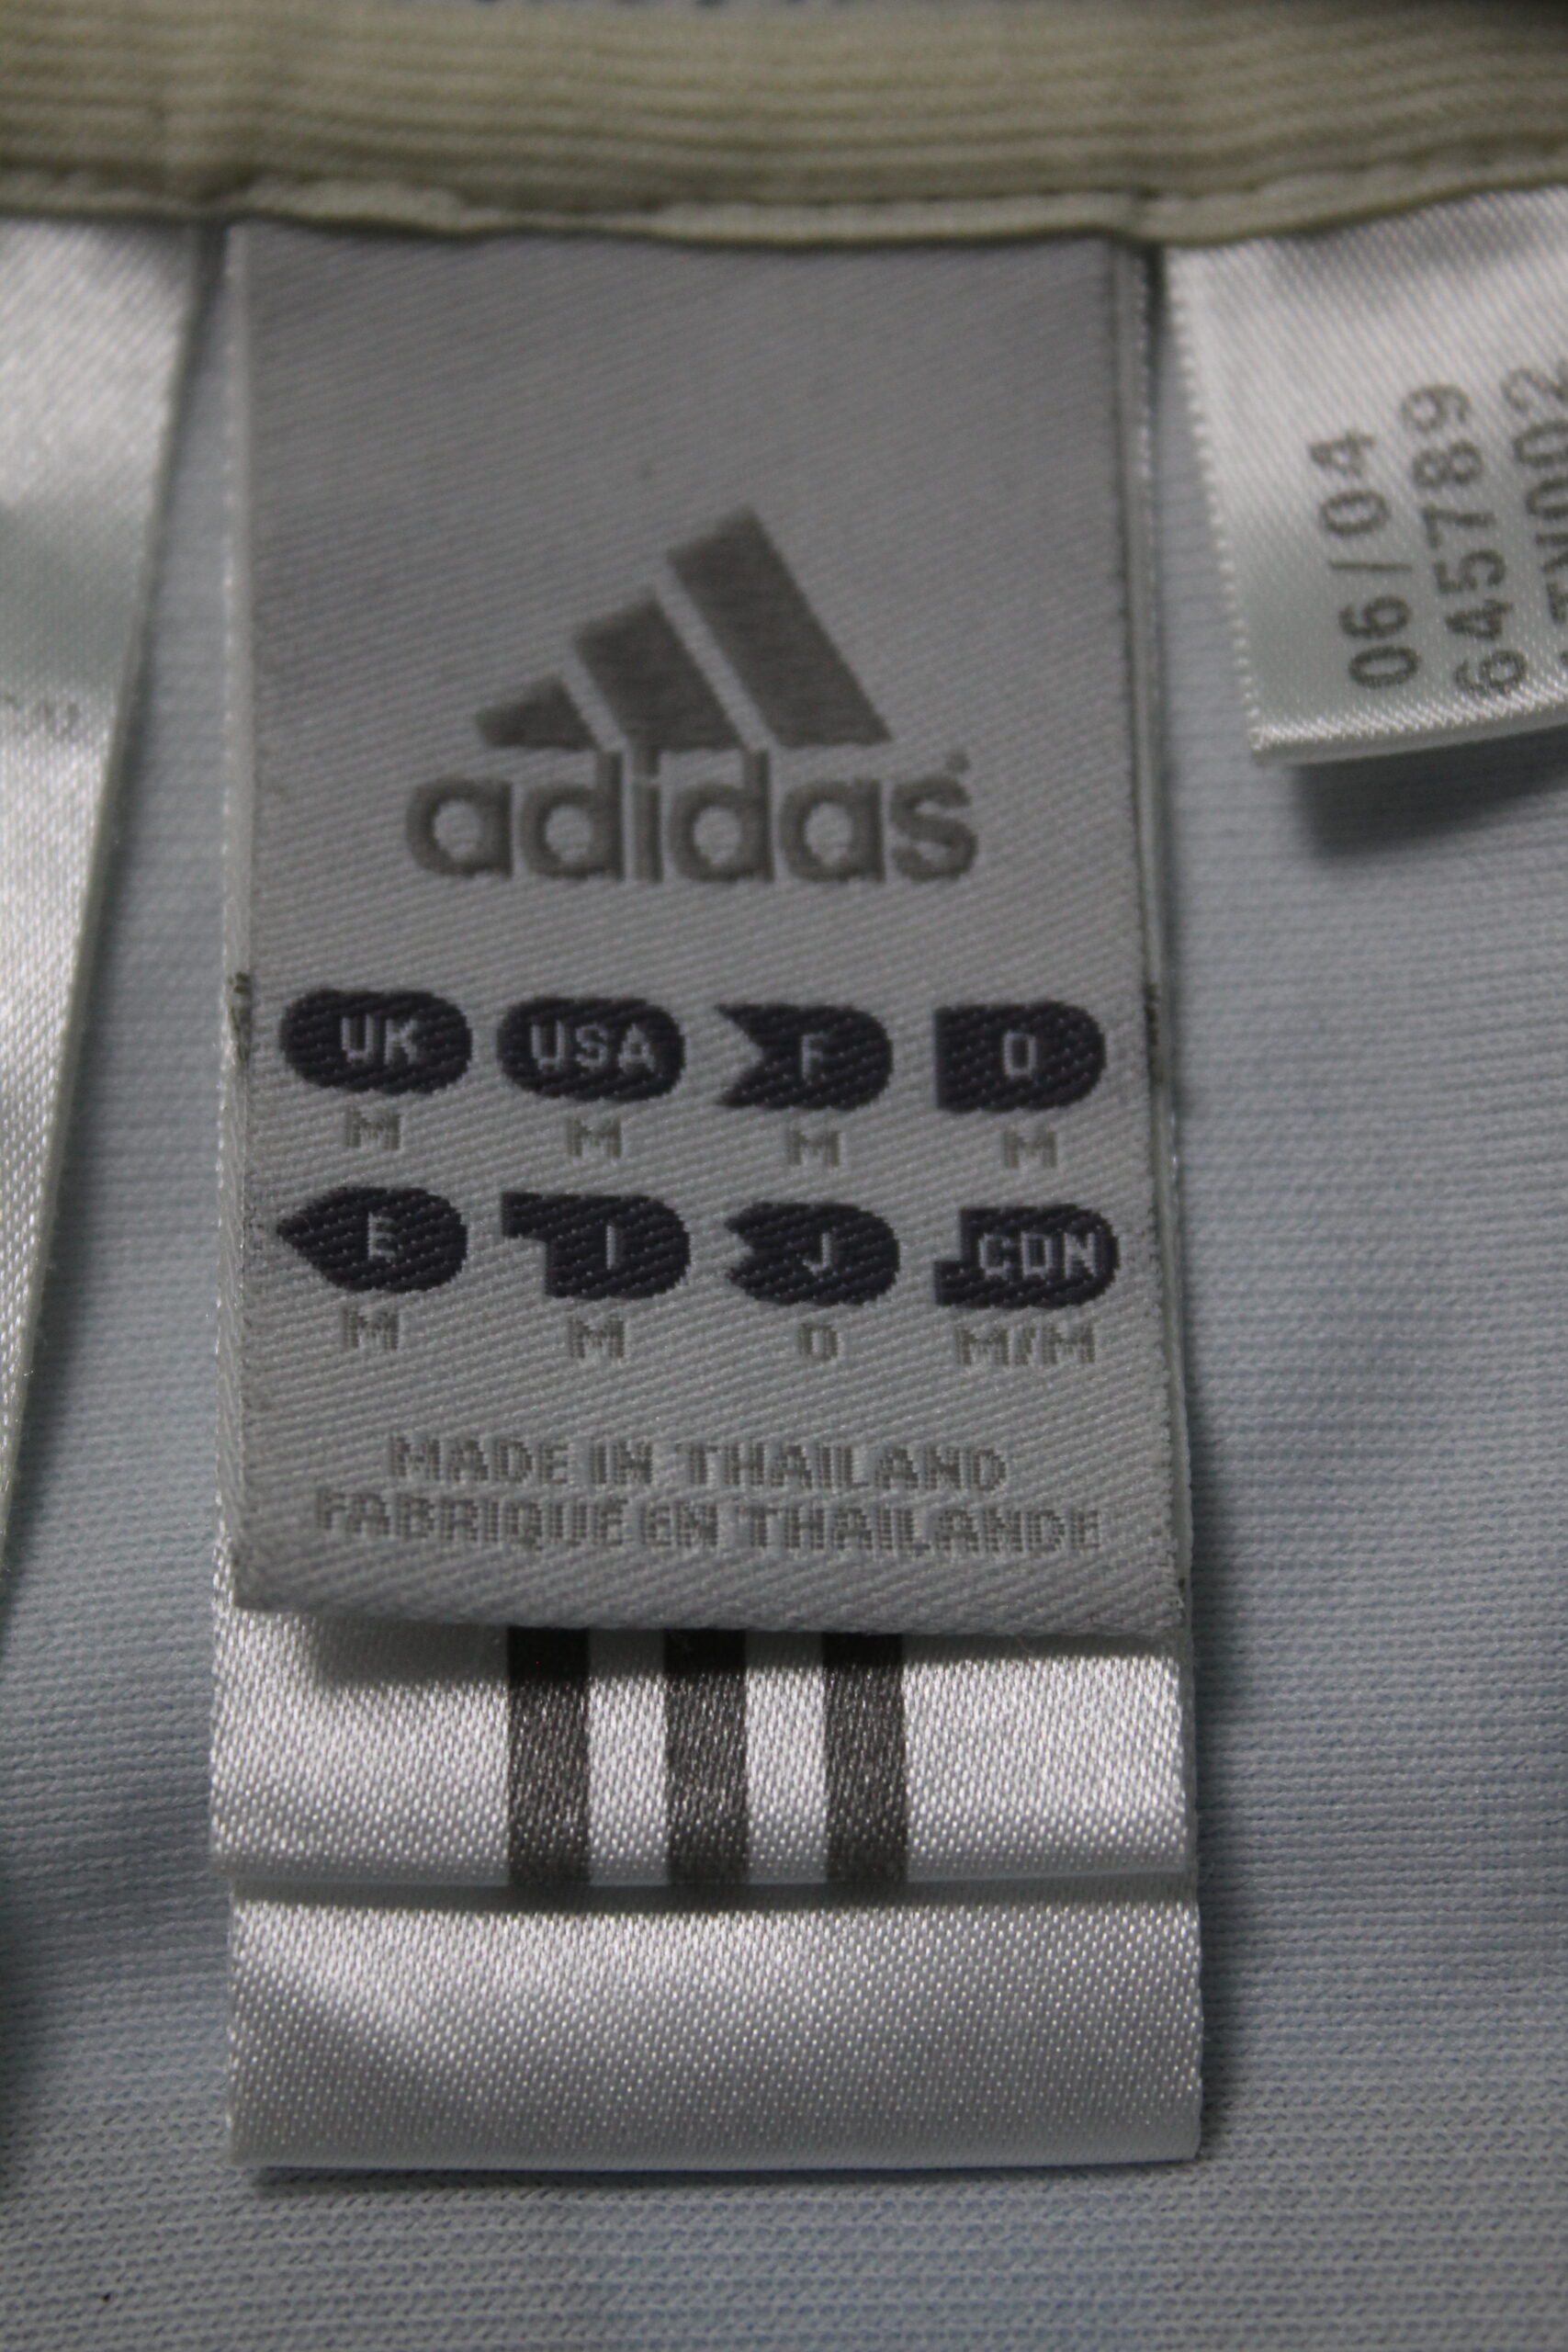 adidas
UK USA F D
M M M M
E I J CDN
M M O M/M
MADE IN THAILAND
FABRIQUÉ EN THAILANDE
06/04
645789